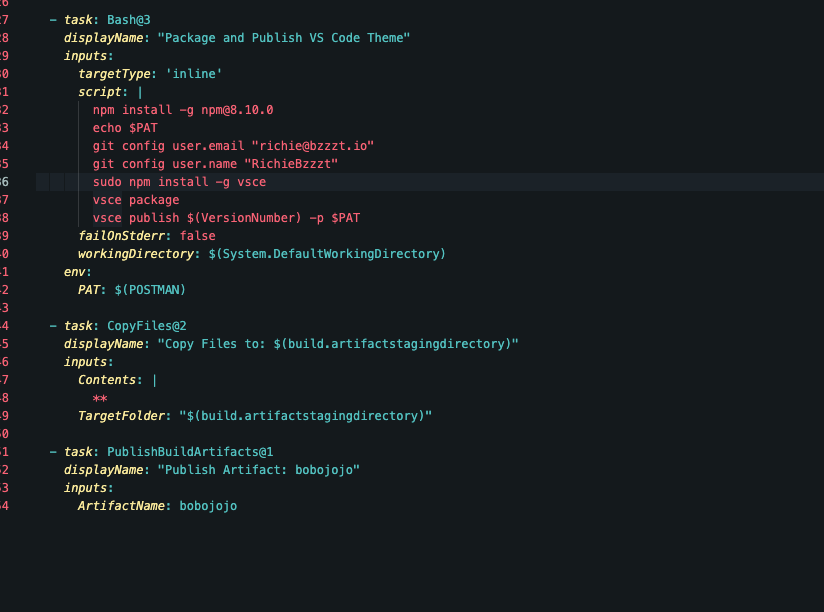 26
27 - task: Bash@3
28 displayName: "Package and Publish VS Code Theme"
29 inputs:
30 targetType: 'inline'
31 script: |
32 npm install -g npm@8.10.0
33 echo $PAT
34 git config user.email "richie@bzzzt.io"
35 git config user.name "RichieBzzzt"
36 sudo npm install -g vsce
37 vsce package
38 vsce publish $(VersionNumber) -p $PAT
39 failOnStderr: false
40 workingDirectory: $(System.DefaultWorkingDirectory)
41 env:
42 PAT: $(POSTMAN)
43
44 - task: CopyFiles@2
45 displayName: "Copy Files to: $(build.artifactstagingdirectory)"
46 inputs:
47 Contents: |
48 **
49 TargetFolder: "$(build.artifactstagingdirectory)"
50
51 - task: PublishBuildArtifacts@1
52 displayName: "Publish Artifact: bobojojo"
53 inputs:
54 ArtifactName: bobojojo